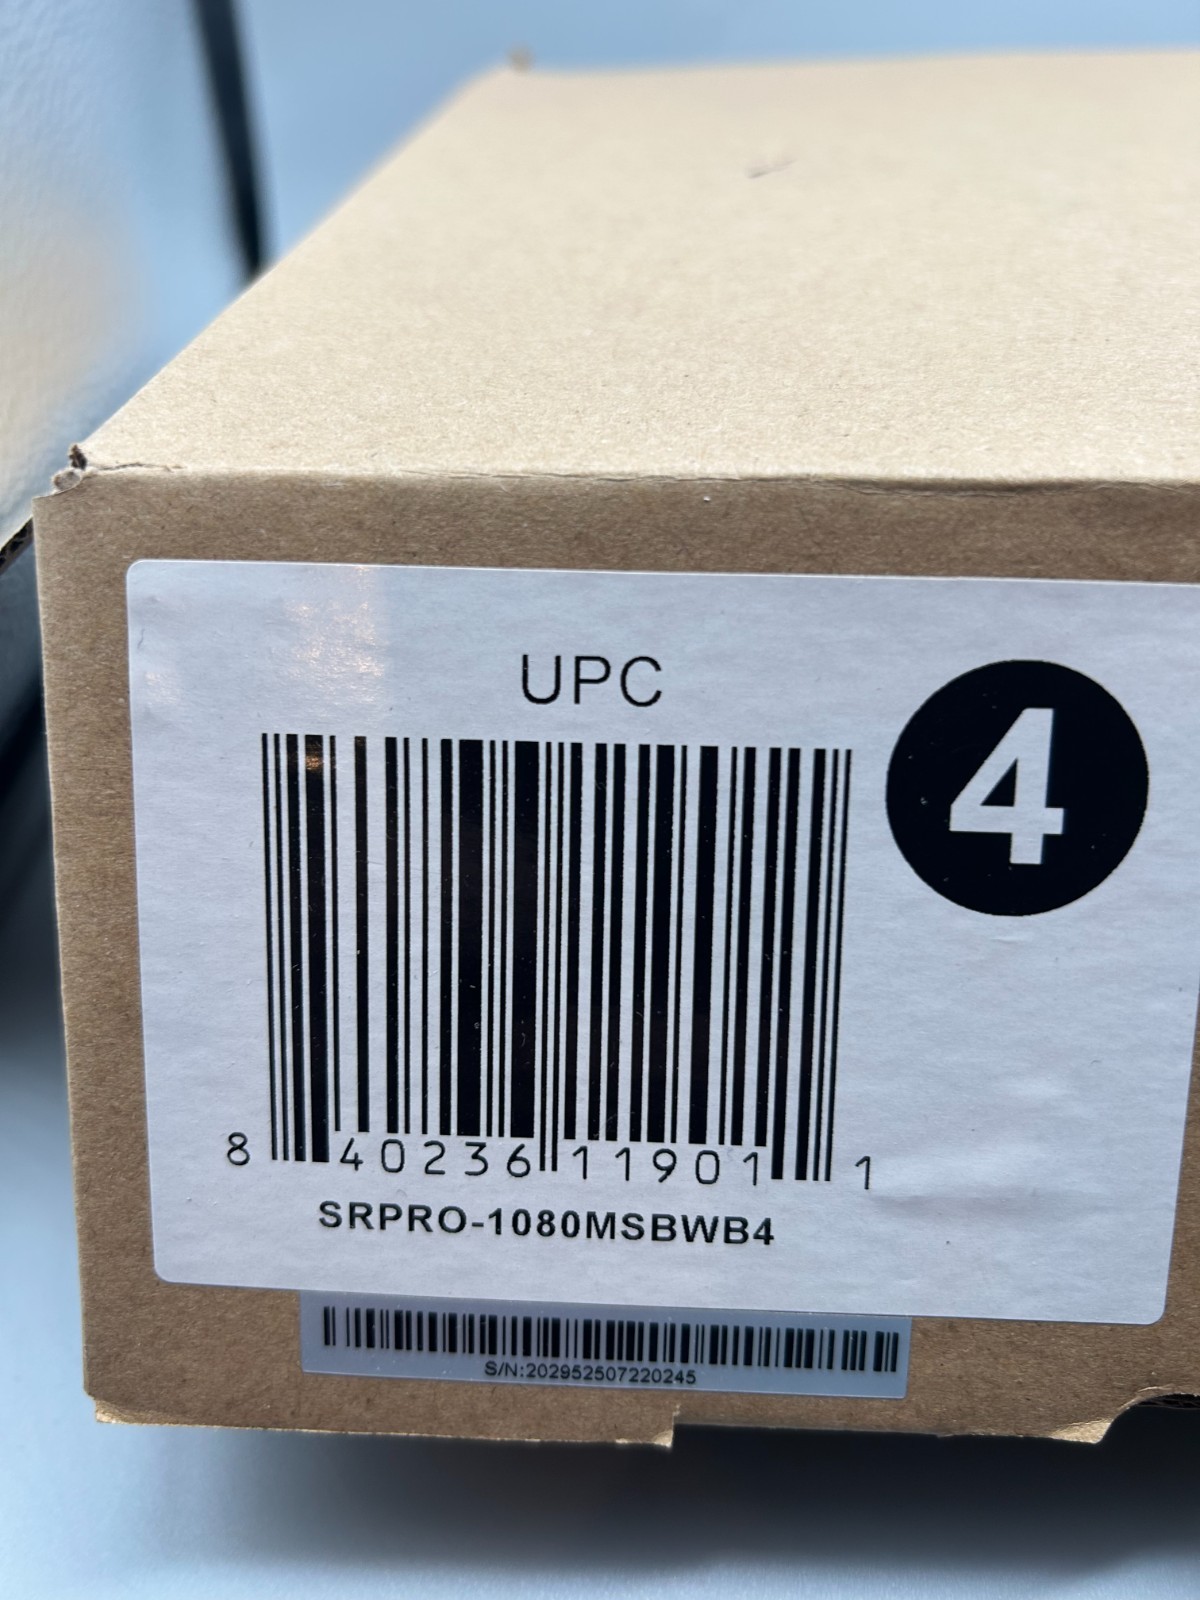 UPC
4
8 40236 11901 1
SRPRO-1080MSBWB4
S/N:202952507220245